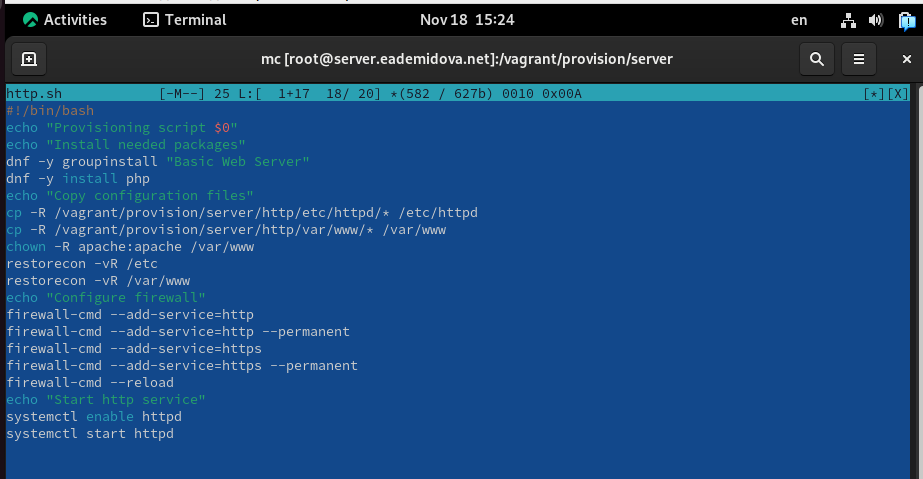 Activities Terminal Nov 18 15:24 en
mc [root@server.eademidova.net]:/vagrant/provision/server
http.sh [-M--] 25 L:[ 1+17 18/ 20] *(582 / 627b) 0010 0x00A [*][X]
#!/bin/bash
echo "Provisioning script $0"
echo "Install needed packages"
dnf -y groupinstall "Basic Web Server"
dnf -y install php
echo "Copy configuration files"
cp -R /vagrant/provision/server/http/etc/httpd/* /etc/httpd
cp -R /vagrant/provision/server/http/var/www/* /var/www
chown -R apache:apache /var/www
restorecon -vR /etc
restorecon -vR /var/www
echo "Configure firewall"
firewall-cmd --add-service=http
firewall-cmd --add-service=http --permanent
firewall-cmd --add-service=https
firewall-cmd --add-service=https --permanent
firewall-cmd --reload
echo "Start http service"
systemctl enable httpd
systemctl start httpd